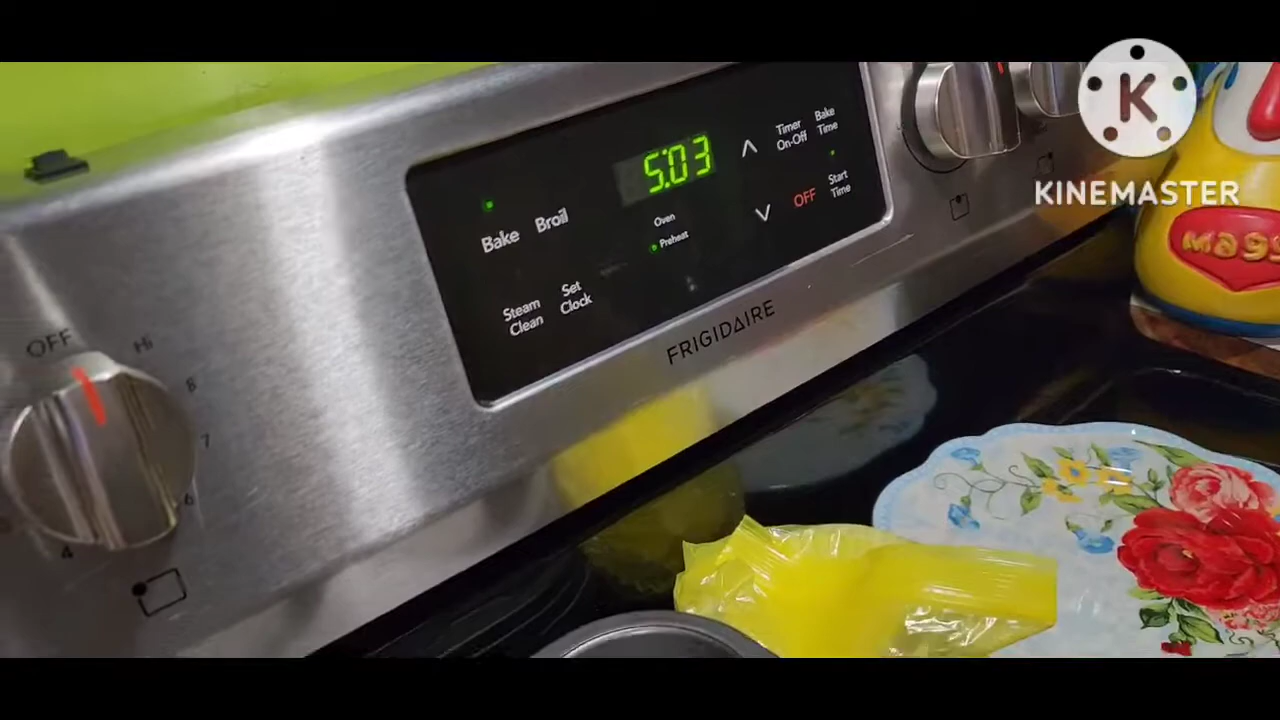 KINEMASTER
K
5:03
Timer
On-Off
Bake
Time
Bake
Broil
Oven
Preheat
OFF
Start
Time
Steam
Clean
Set
Clock
FRIGIDAIRE
OFF
Hi
8
7
6
4